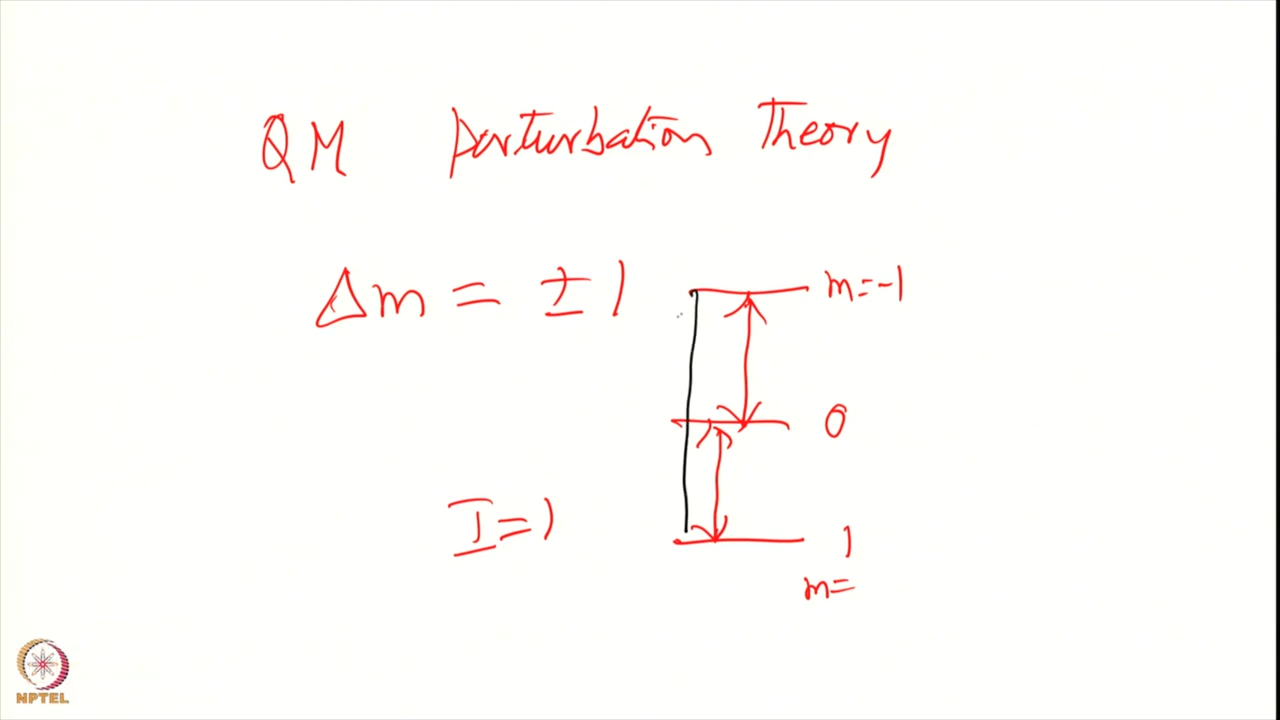 QM Perturbation Theory
Δm = ±1
m=-1
0
I=1
1
m=
NPTEL